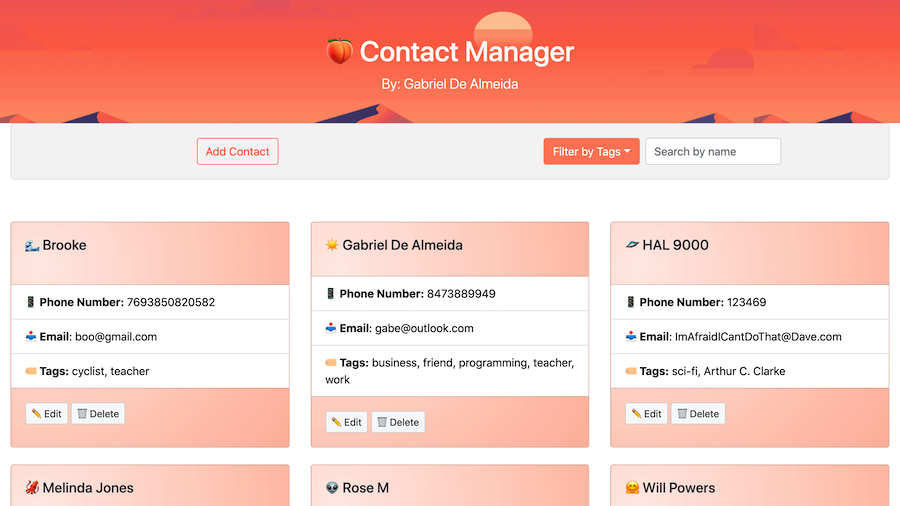 🍑 Contact Manager
By: Gabriel De Almeida
Add Contact
Filter by Tags
Search by name
🌊 Brooke
📱 Phone Number: 7693850820582
📫 Email: boo@gmail.com
🏷️ Tags: cyclist, teacher
✏️ Edit
🗑️ Delete
☀️ Gabriel De Almeida
📱 Phone Number: 8473889949
📫 Email: gabe@outlook.com
🏷️ Tags: business, friend, programming, teacher,
work
✏️ Edit
🗑️ Delete
HAL 9000
📱 Phone Number: 123469
📫 Email: ImAfraidICantDoThat@Dave.com
🏷️ Tags: sci-fi, Arthur C. Clarke
✏️ Edit
🗑️ Delete
🦑 Melinda Jones
👽 Rose M
🤗 Will Powers